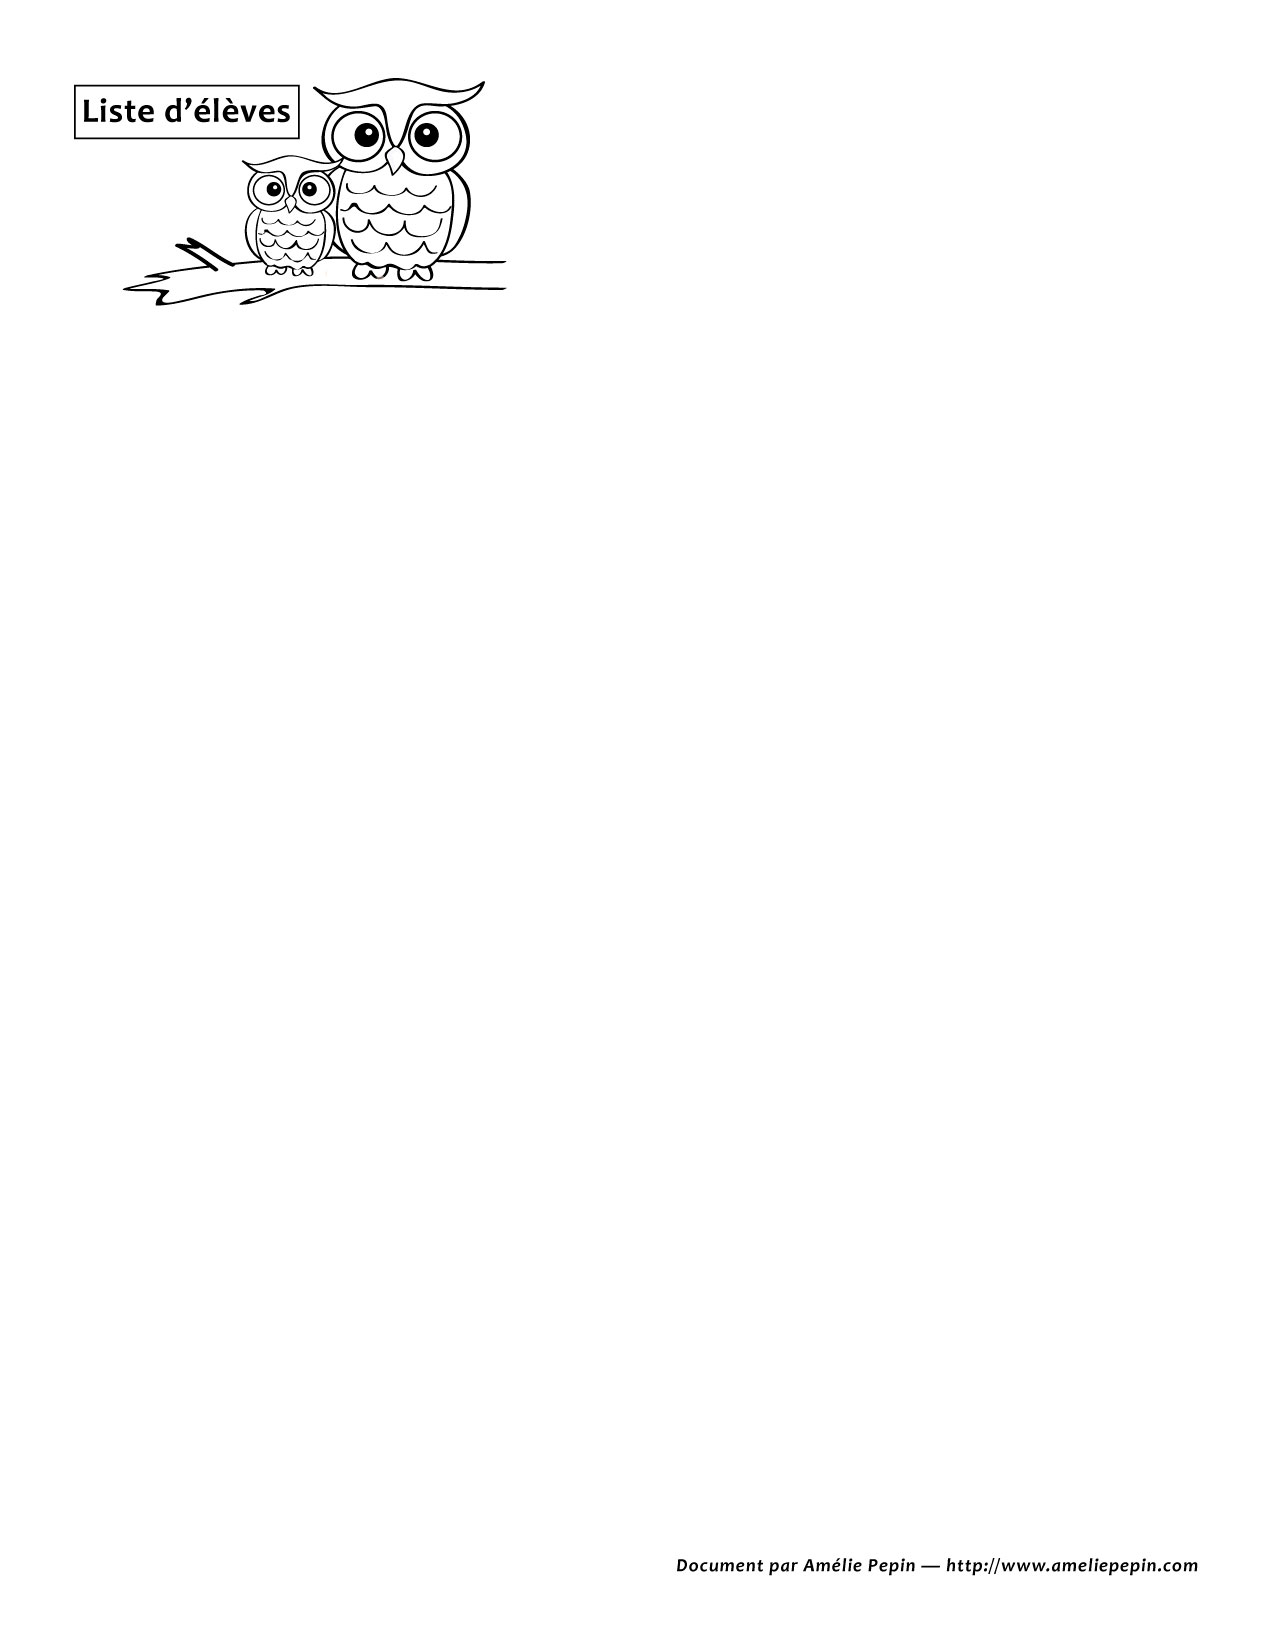 Liste d’élèves
Document par Amélie Pepin — http://www.ameliepepin.com